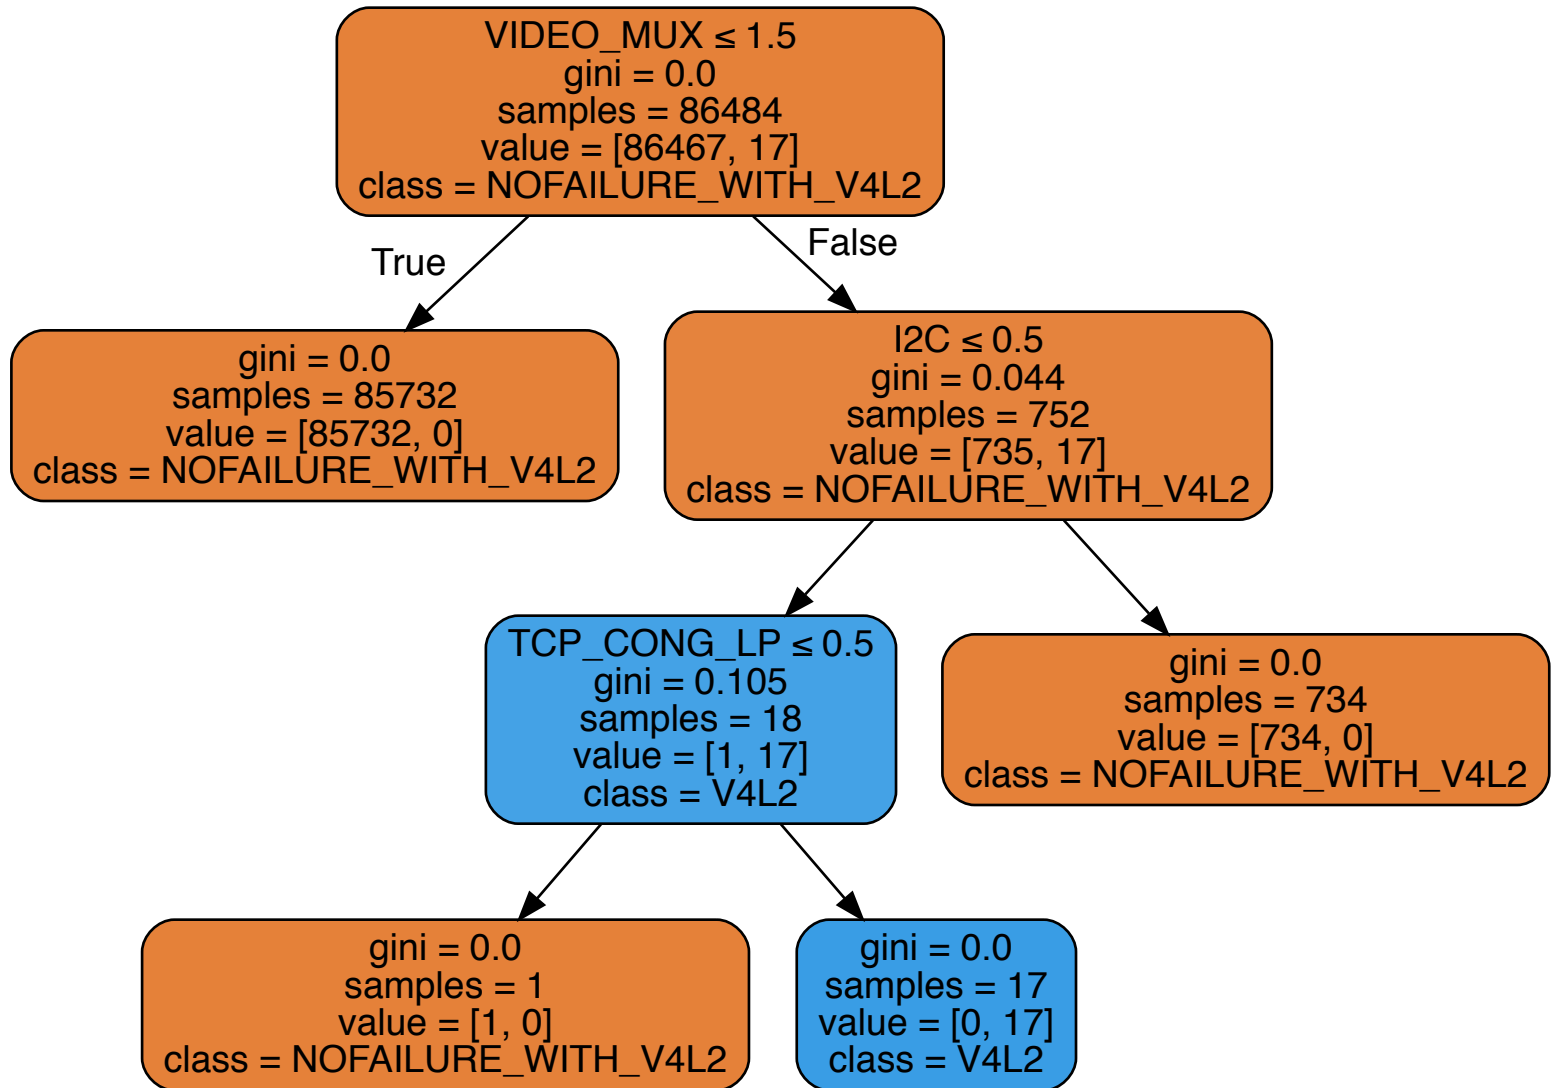 VIDEO_MUX ≤ 1.5
gini = 0.0
samples = 86484
value = [86467, 17]
class = NOFAILURE_WITH_V4L2
True
False
gini = 0.0
samples = 85732
value = [85732, 0]
class = NOFAILURE_WITH_V4L2
I2C ≤ 0.5
gini = 0.044
samples = 752
value = [735, 17]
class = NOFAILURE_WITH_V4L2
TCP_CONG_LP ≤ 0.5
gini = 0.105
samples = 18
value = [1, 17]
class = V4L2
gini = 0.0
samples = 734
value = [734, 0]
class = NOFAILURE_WITH_V4L2
gini = 0.0
samples = 1
value = [1, 0]
class = NOFAILURE_WITH_V4L2
gini = 0.0
samples = 17
value = [0, 17]
class = V4L2